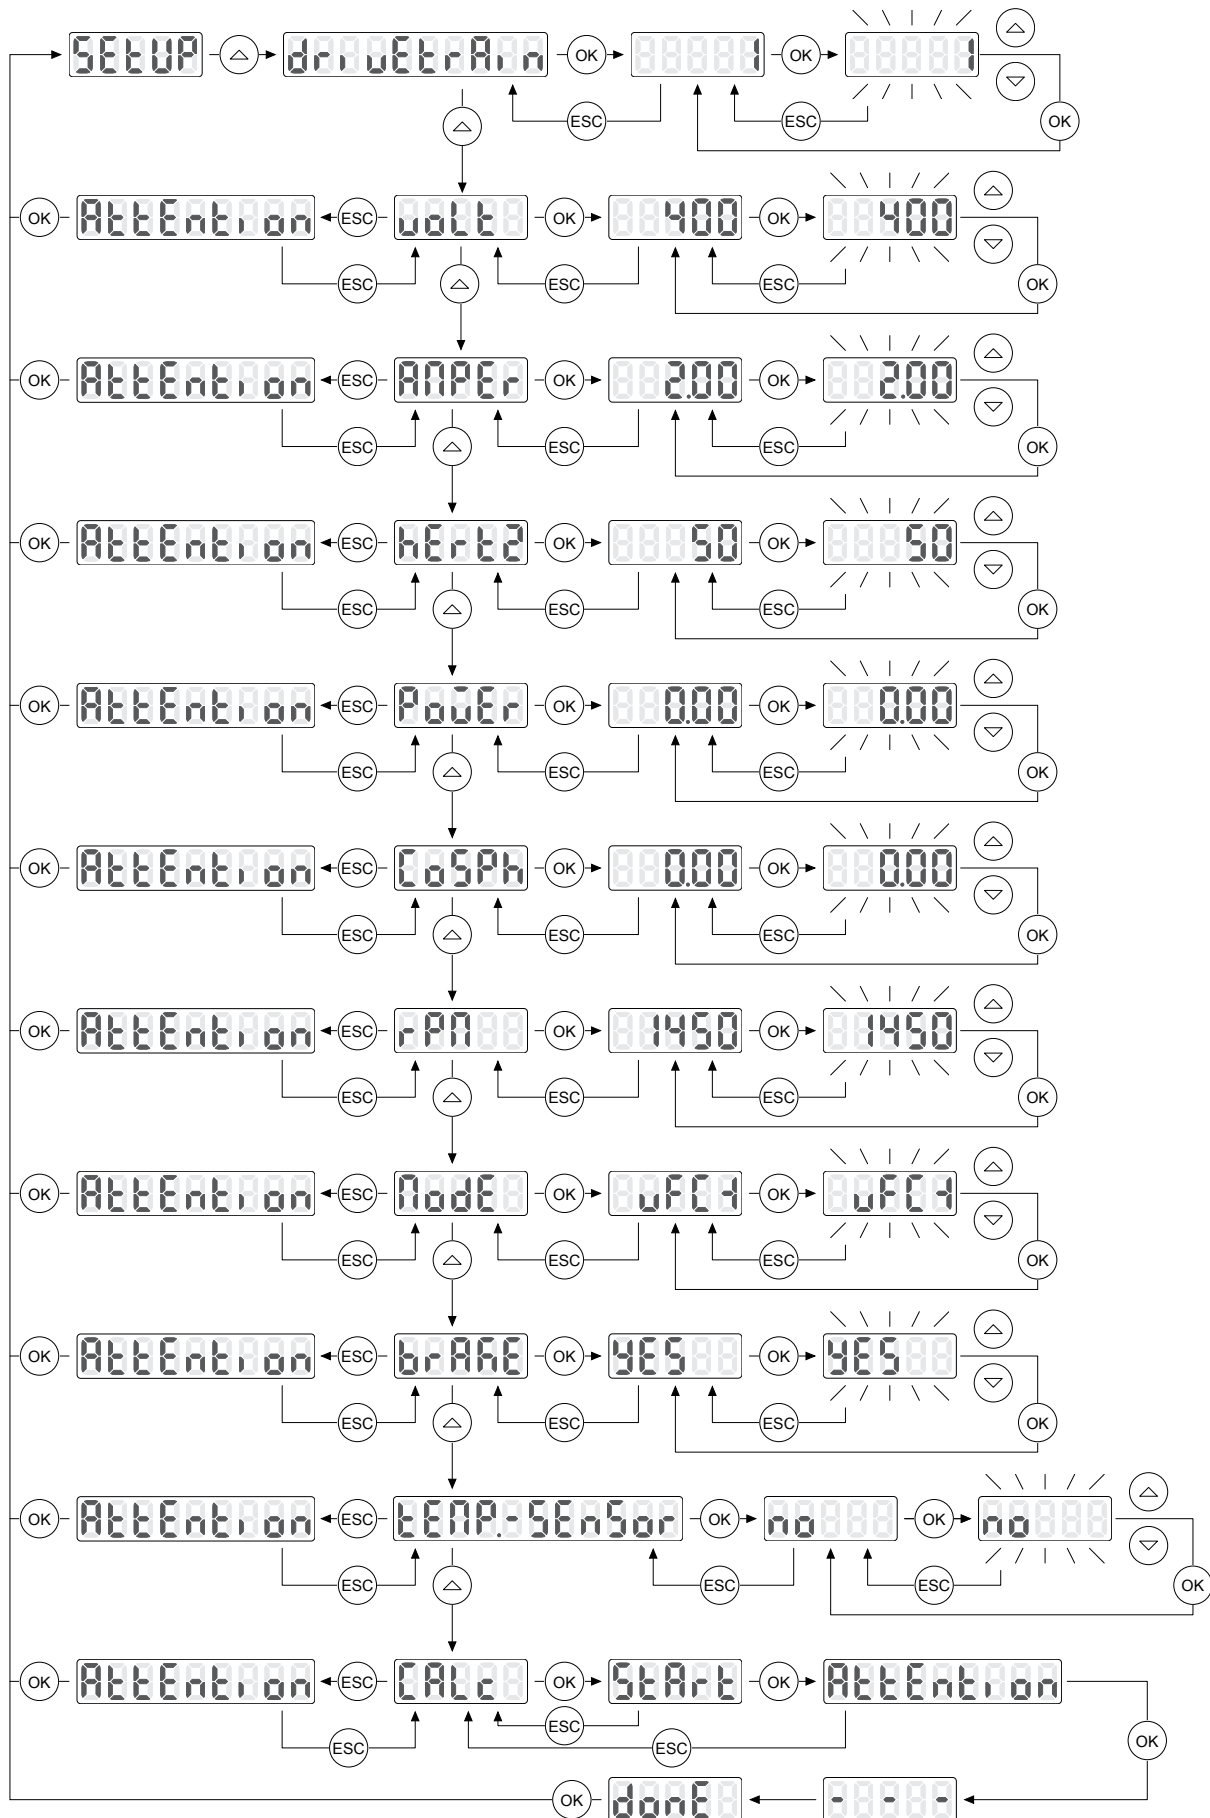 SEtUP drivEtrAin OK 1 OK 1
ESC ESC OK
OK AttEntion ESC voLt OK 400 OK 400
ESC ESC ESC OK
OK AttEntion ESC AMPEr OK 2.00 OK 2.00
ESC ESC ESC OK
OK AttEntion ESC hErtZ OK 50 OK 50
ESC ESC ESC OK
OK AttEntion ESC PoWEr OK 0.00 OK 0.00
ESC ESC ESC OK
OK AttEntion ESC CoSPh OK 0.00 OK 0.00
ESC ESC ESC OK
OK AttEntion ESC rPM OK 1450 OK 1450
ESC ESC ESC OK
OK AttEntion ESC ModE OK vFC-1 OK vFC-1
ESC ESC ESC OK
OK AttEntion ESC brAKE OK YES OK YES
ESC ESC ESC OK
OK AttEntion ESC tEMP.-SEnSor OK no OK no
ESC ESC ESC OK
OK AttEntion ESC CALr OK StArt OK AttEntion
ESC ESC ESC OK
OK donE - - -